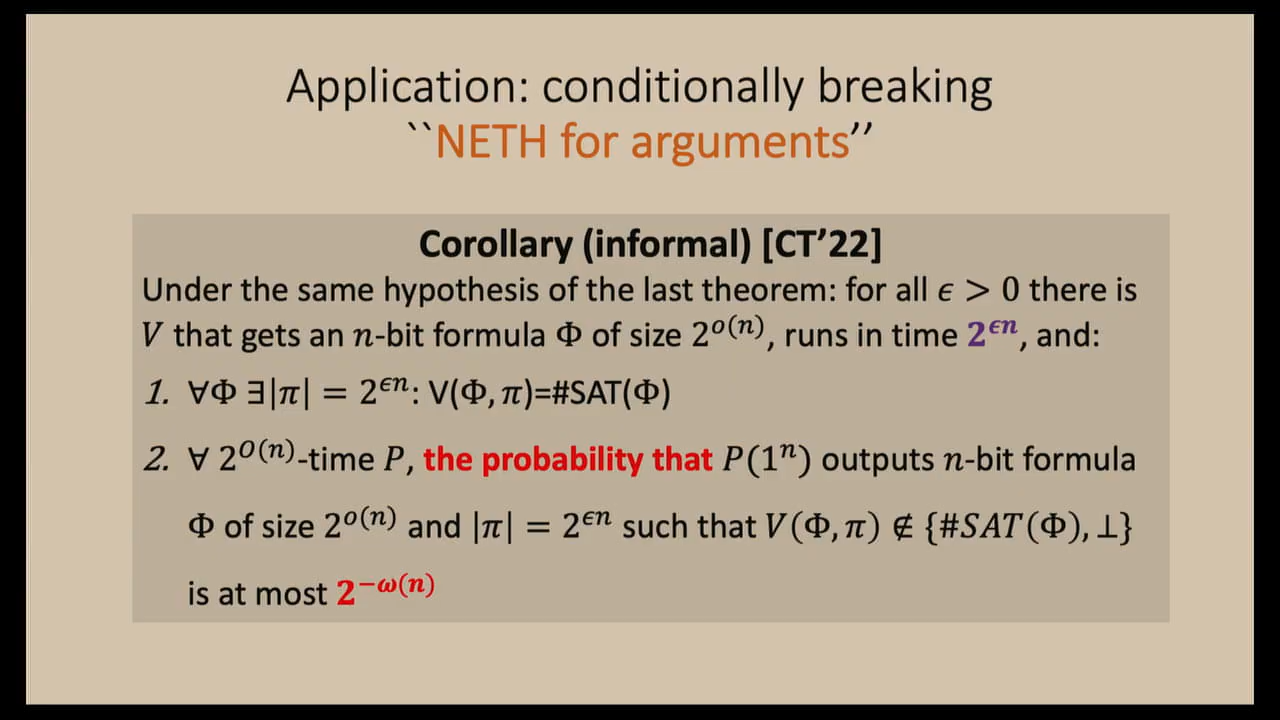 Application: conditionally breaking
``NETH for arguments’’
Corollary (informal) [CT’22]
Under the same hypothesis of the last theorem: for all ϵ > 0 there is
V that gets an n-bit formula Φ of size 2^{o(n)}, runs in time 2^{ϵn}, and:
1. ∀Φ ∃|π| = 2^{ϵn}: V(Φ, π)=#SAT(Φ)
2. ∀ 2^{O(n)}-time P, the probability that P(1^n) outputs n-bit formula
Φ of size 2^{o(n)} and |π| = 2^{ϵn} such that V(Φ, π) ∉ {#SAT(Φ), ⊥}
is at most 2^{−ω(n)}